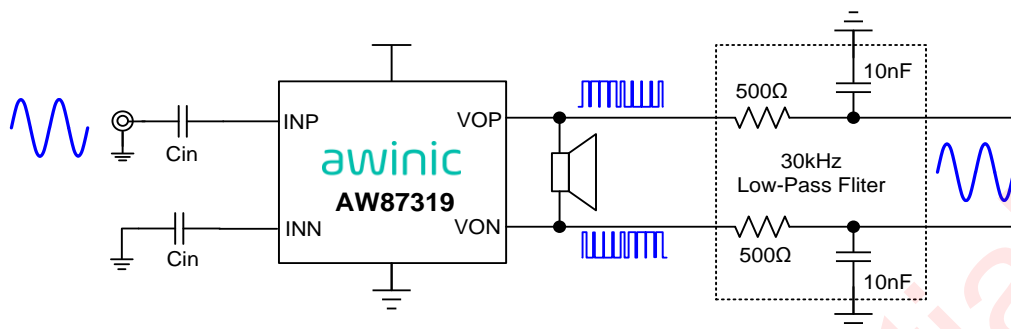 10nF
500Ω
INP
VOP
Cin
awinic
AW87319
30kHz
Low-Pass Fliter
INN
VON
Cin
500Ω
10nF